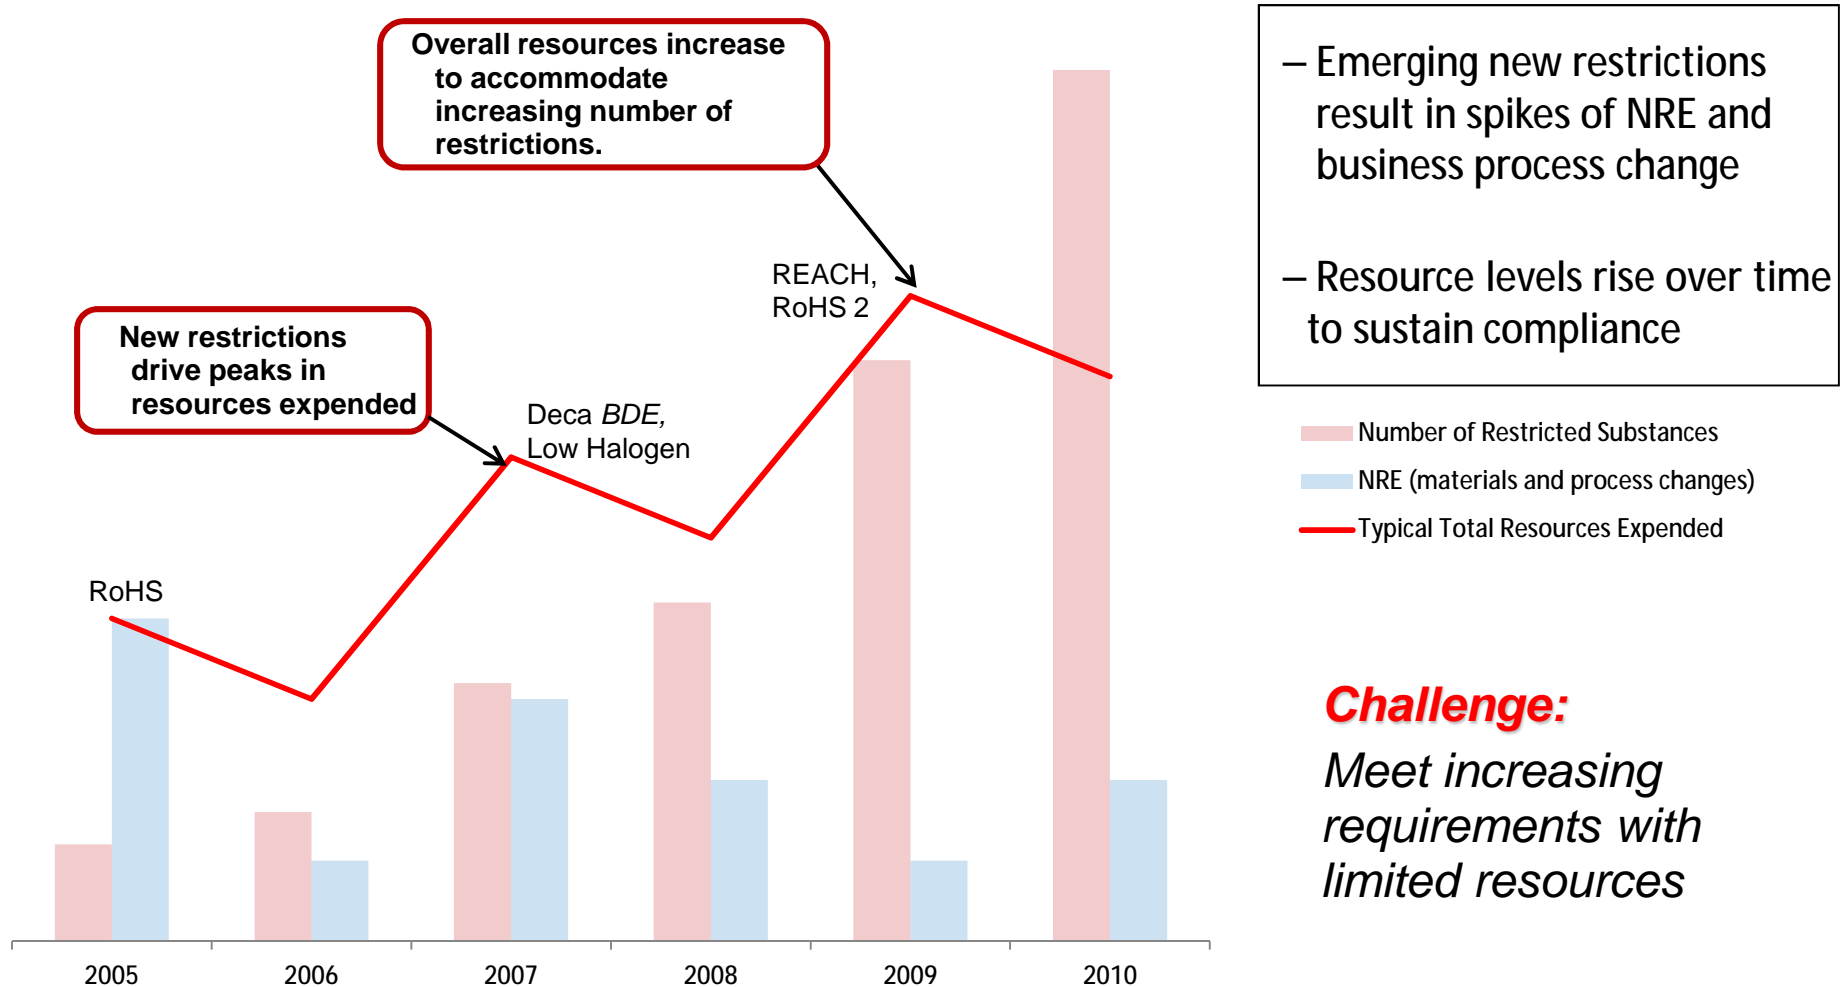 Overall resources increase
to accommodate
increasing number of
restrictions.
– Emerging new restrictions
result in spikes of NRE and
business process change
– Resource levels rise over time
to sustain compliance
REACH,
RoHS 2
New restrictions
drive peaks in
resources expended
Deca BDE,
Low Halogen
Number of Restricted Substances
NRE (materials and process changes)
Typical Total Resources Expended
RoHS
Challenge:
Meet increasing
requirements with
limited resources
2005 2006 2007 2008 2009 2010